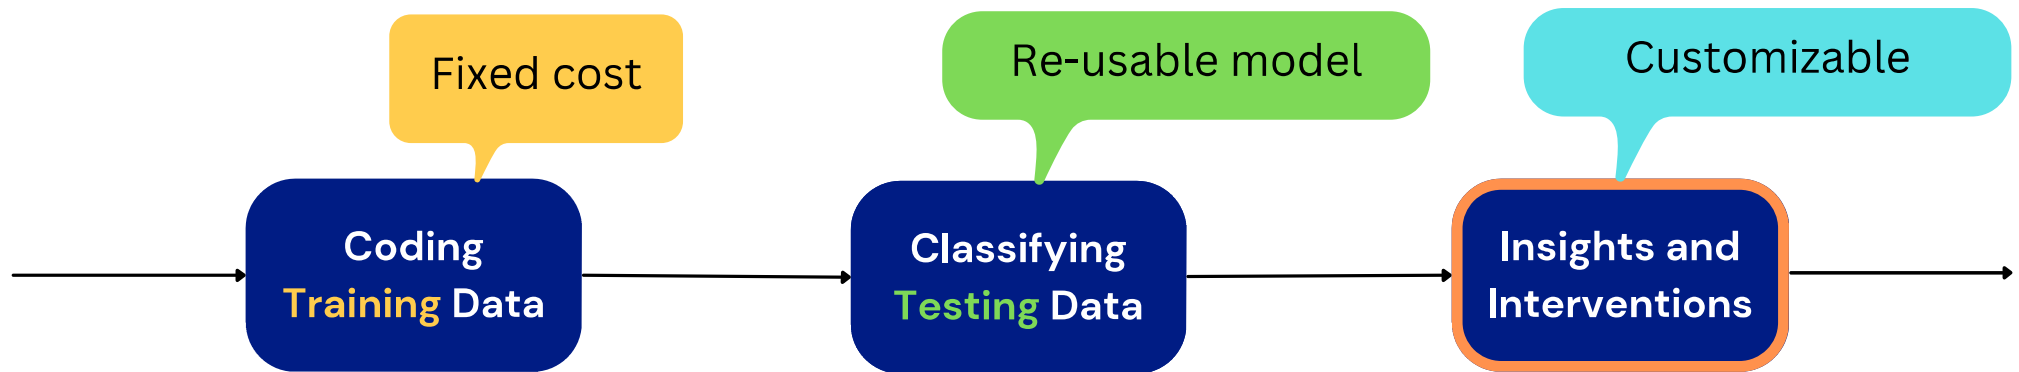 Fixed cost
Re-usable model
Customizable
Coding
Training Data
Classifying
Testing Data
Insights and
Interventions